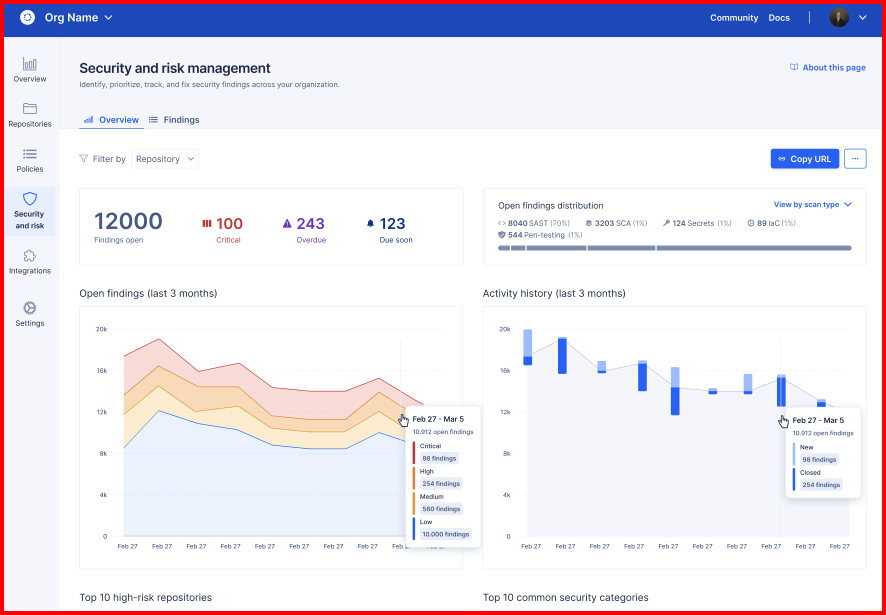 Org Name
Community Docs
Overview
Repositories
Policies
Security
and risk
Integrations
Settings
Security and risk management
Identify, prioritize, track, and fix security findings across your organization.
About this page
Overview Findings
Filter by Repository
Copy URL
...
12000
Findings open
100
Critical
243
Overdue
123
Due soon
Open findings distribution
View by scan type
8040 SAST (70%) 3203 SCA (1%) 124 Secrets (1%) 89 IaC (1%)
544 Pen-testing (1%)
Open findings (last 3 months)
20k
16k
12k
8k
4k
0
Feb 27 Feb 27 Feb 27 Feb 27 Feb 27 Feb 27 Feb 27 Feb 27
Feb 27 - Mar 5
10.912 open findings
Critical
98 findings
High
254 findings
Medium
560 findings
Low
10.000 findings
Activity history (last 3 months)
20k
16k
12k
8k
4k
0
Feb 27 Feb 27 Feb 27 Feb 27 Feb 27 Feb 27 Feb 27 Feb 27 Feb 27 Feb 27
Feb 27 - Mar 5
10.912 open findings
New
98 findings
Closed
254 findings
Top 10 high-risk repositories
Top 10 common security categories